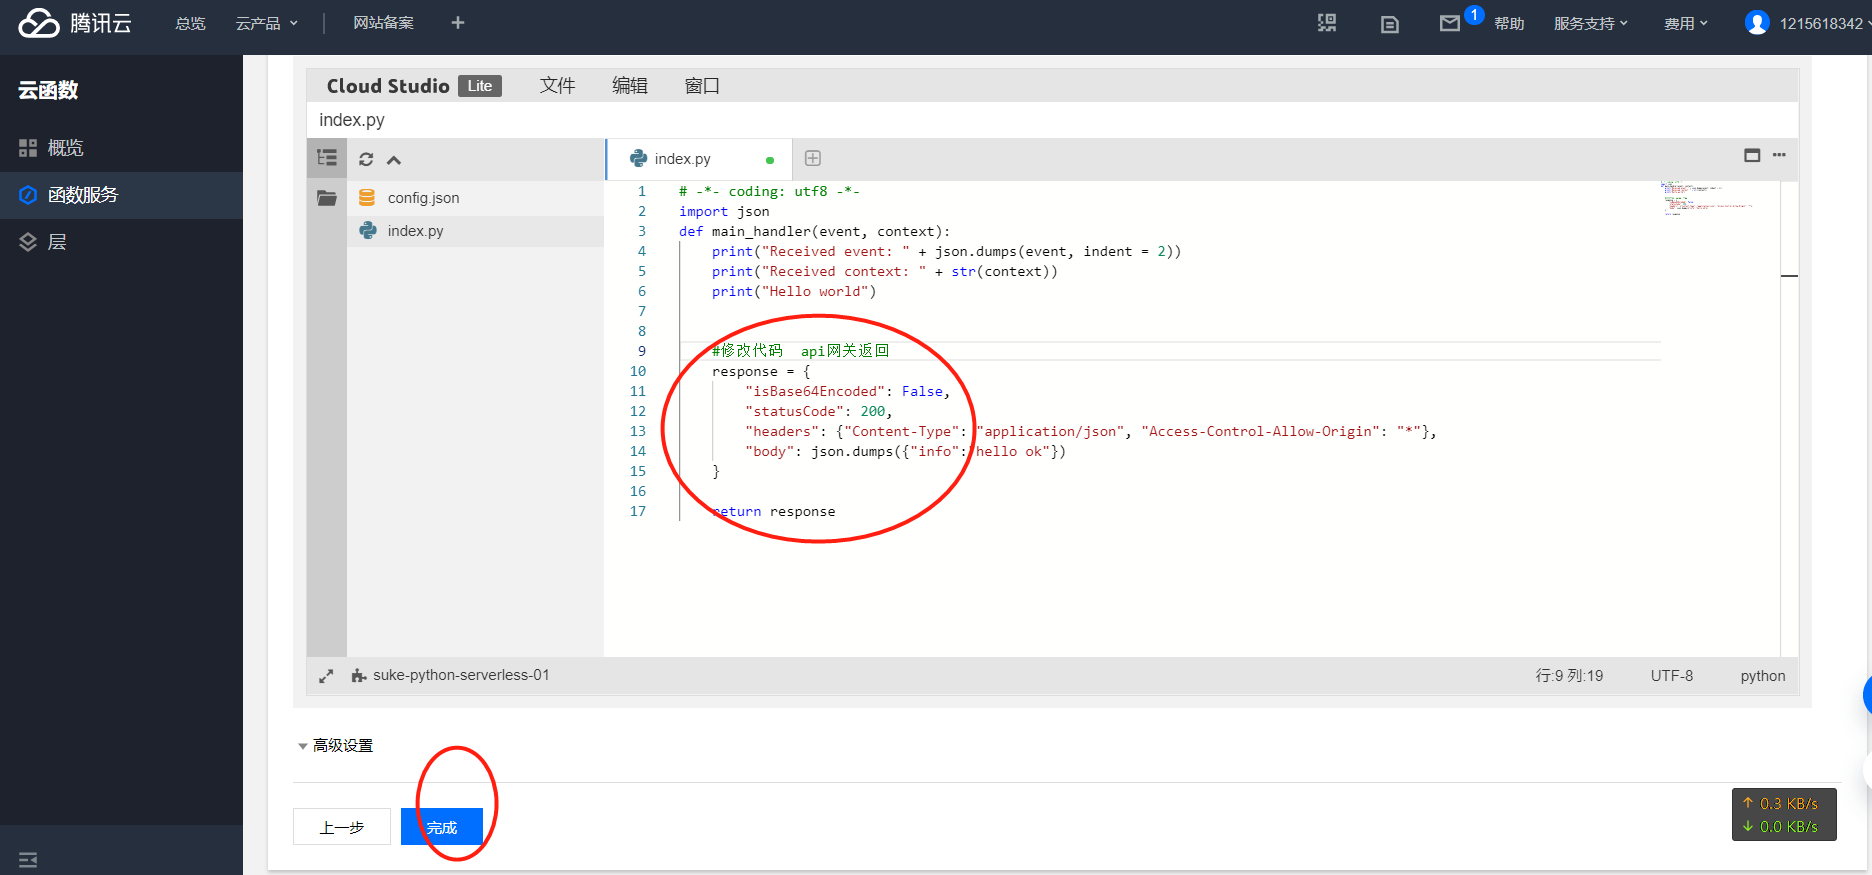 腾讯云 总览 云产品 网站备案 + 1 帮助 服务支持 费用 1215618342
云函数
概览
函数服务
层
Cloud Studio Lite 文件 编辑 窗口
index.py
index.py
config.json
index.py
1 # -*- coding: utf8 -*-
2 import json
3 def main_handler(event, context):
4 print("Received event: " + json.dumps(event, indent = 2))
5 print("Received context: " + str(context))
6 print("Hello world")
7
8
9 #修改代码 api网关返回
10 response = {
11 "isBase64Encoded": False,
12 "statusCode": 200,
13 "headers": {"Content-Type": "application/json", "Access-Control-Allow-Origin": "*"},
14 "body": json.dumps({"info":"hello ok"})
15 }
16
17 return response
suke-python-serverless-01 行:9 列:19 UTF-8 python
高级设置
上一步 完成
↑ 0.3 KB/s
↓ 0.0 KB/s